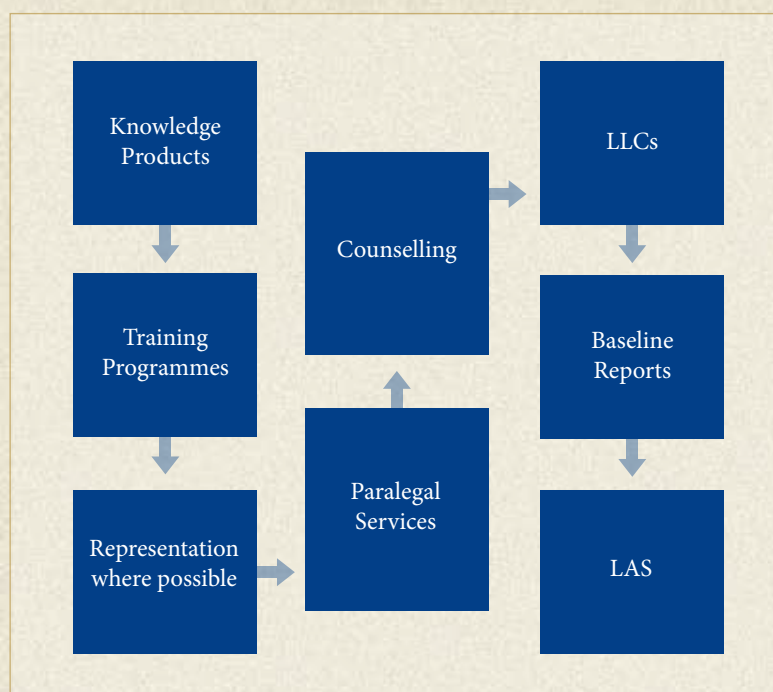 Knowledge
Products
Training
Programmes
Representation
where possible
Paralegal
Services
Counselling
LLCs
Baseline
Reports
LAS